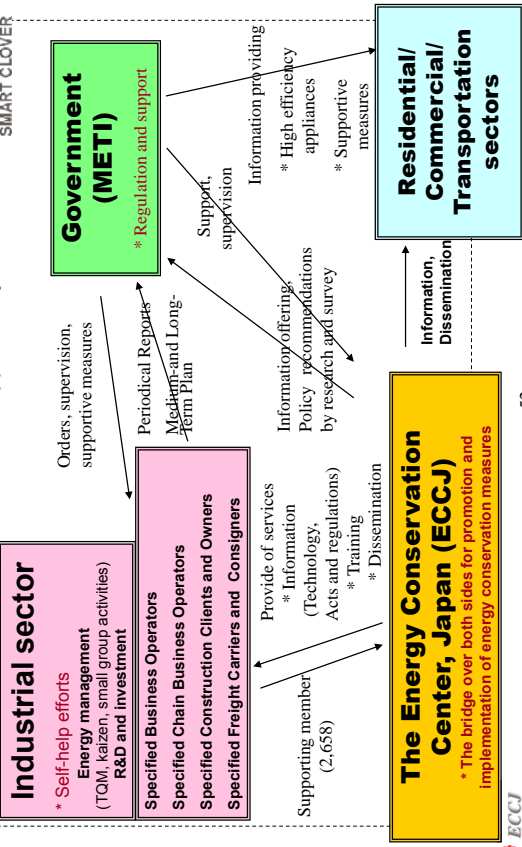 SMART CLOVER
Industrial sector
* Self-help efforts
Energy management
(TQM, kaizen, small group activities)
R&D and investment
Specified Business Operators
Specified Chain Business Operators
Specified Construction Clients and Owners
Specified Freight Carriers and Consigners
Orders, supervision,
supportive measures
Periodical Reports
Medium-and Long-
Term Plan
Government
(METI)
* Regulation and support
Support,
supervision
Information providing
* High efficiency
appliances
* Supportive
measures
Supporting member
(2,658)
Provide of services
* Information
(Technology,
Acts and regulations)
* Training
* Dissemination
Information offering,
Policy recommendations
by research and survey
The Energy Conservation
Center, Japan (ECCJ)
* The bridge over both sides for promotion and
implementation of energy conservation measures
Information,
Dissemination
Residential/
Commercial/
Transportation
sectors
ECCJ